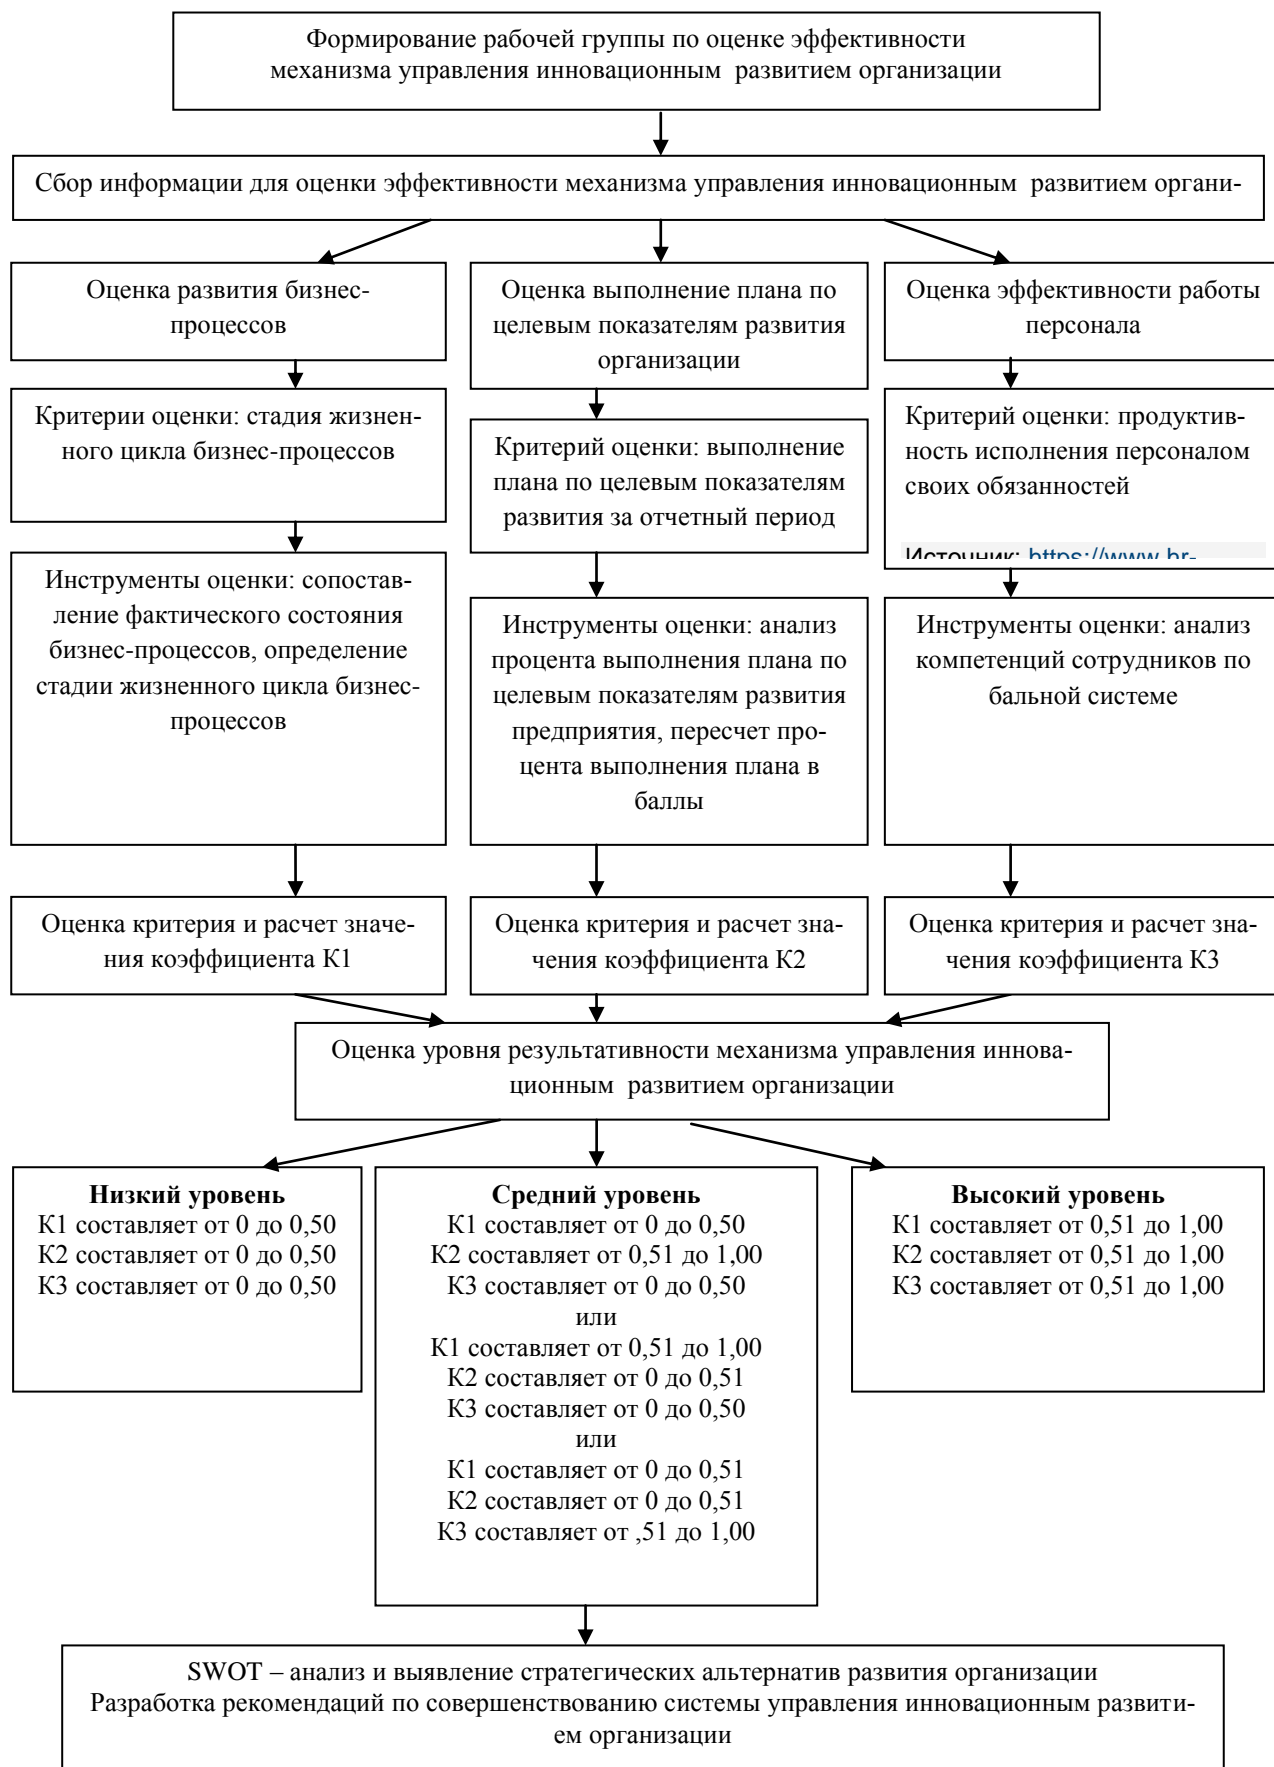 Формирование рабочей группы по оценке эффективности
механизма управления инновационным развитием организации
Сбор информации для оценки эффективности механизма управления инновационным развитием органи-
Оценка развития бизнес-
процессов
Оценка выполнение плана по
целевым показателям развития
организации
Оценка эффективности работы
персонала
Критерии оценки: стадия жизнен-
ного цикла бизнес-процессов
Критерий оценки: выполнение
плана по целевым показателям
развития за отчетный период
Критерий оценки: продуктив-
ность исполнения персоналом
своих обязанностей
Источник: https://www.hr-
Инструменты оценки: сопостав-
ление фактического состояния
бизнес-процессов, определение
стадии жизненного цикла бизнес-
процессов
Инструменты оценки: анализ
процента выполнения плана по
целевым показателям развития
предприятия, пересчет про-
цента выполнения плана в
баллы
Инструменты оценки: анализ
компетенций сотрудников по
бальной системе
Оценка критерия и расчет значе-
ния коэффициента К1
Оценка критерия и расчет зна-
чения коэффициента К2
Оценка критерия и расчет зна-
чения коэффициента К3
Оценка уровня результативности механизма управления иннова-
ционным развитием организации
Низкий уровень
К1 составляет от 0 до 0,50
К2 составляет от 0 до 0,50
К3 составляет от 0 до 0,50
Средний уровень
К1 составляет от 0 до 0,50
К2 составляет от 0,51 до 1,00
К3 составляет от 0 до 0,50
или
К1 составляет от 0,51 до 1,00
К2 составляет от 0 до 0,51
К3 составляет от 0 до 0,50
или
К1 составляет от 0 до 0,51
К2 составляет от 0 до 0,51
К3 составляет от ,51 до 1,00
Высокий уровень
К1 составляет от 0,51 до 1,00
К2 составляет от 0,51 до 1,00
К3 составляет от 0,51 до 1,00
SWOT – анализ и выявление стратегических альтернатив развития организации
Разработка рекомендаций по совершенствованию системы управления инновационным развити-
ем организации